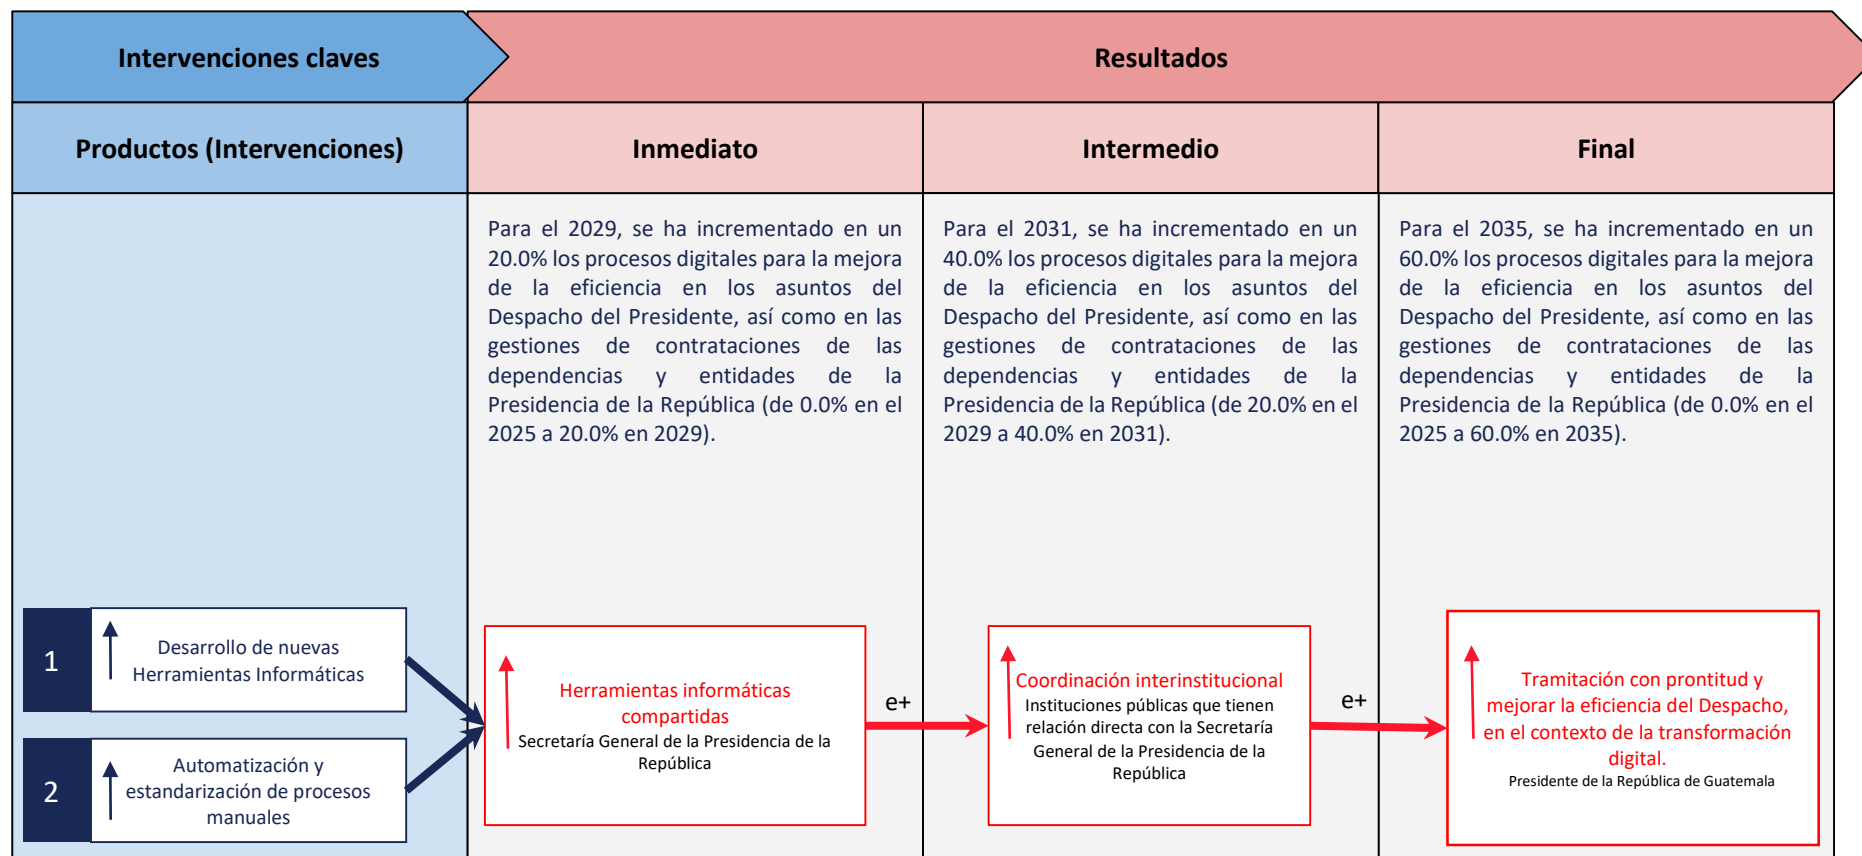 Intervenciones claves
Resultados
Productos (Intervenciones)
Inmediato
Intermedio
Final
Para el 2029, se ha incrementado en un
20.0% los procesos digitales para la mejora
de la eficiencia en los asuntos del
Despacho del Presidente, así como en las
gestiones de contrataciones de las
dependencias y entidades de la
Presidencia de la República (de 0.0% en el
2025 a 20.0% en 2029).
Para el 2031, se ha incrementado en un
40.0% los procesos digitales para la mejora
de la eficiencia en los asuntos del
Despacho del Presidente, así como en las
gestiones de contrataciones de las
dependencias y entidades de la
Presidencia de la República (de 20.0% en el
2029 a 40.0% en 2031).
Para el 2035, se ha incrementado en un
60.0% los procesos digitales para la mejora
de la eficiencia en los asuntos del
Despacho del Presidente, así como en las
gestiones de contrataciones de las
dependencias y entidades de la
Presidencia de la República (de 0.0% en el
2025 a 60.0% en 2035).
1
Desarrollo de nuevas
Herramientas Informáticas
2
Automatización y
estandarización de procesos
manuales
Herramientas informáticas
compartidas
Secretaría General de la Presidencia de la
República
e+
Coordinación interinstitucional
Instituciones públicas que tienen
relación directa con la Secretaría
General de la Presidencia de la
República
e+
Tramitación con prontitud y
mejorar la eficiencia del Despacho,
en el contexto de la transformación
digital.
Presidente de la República de Guatemala